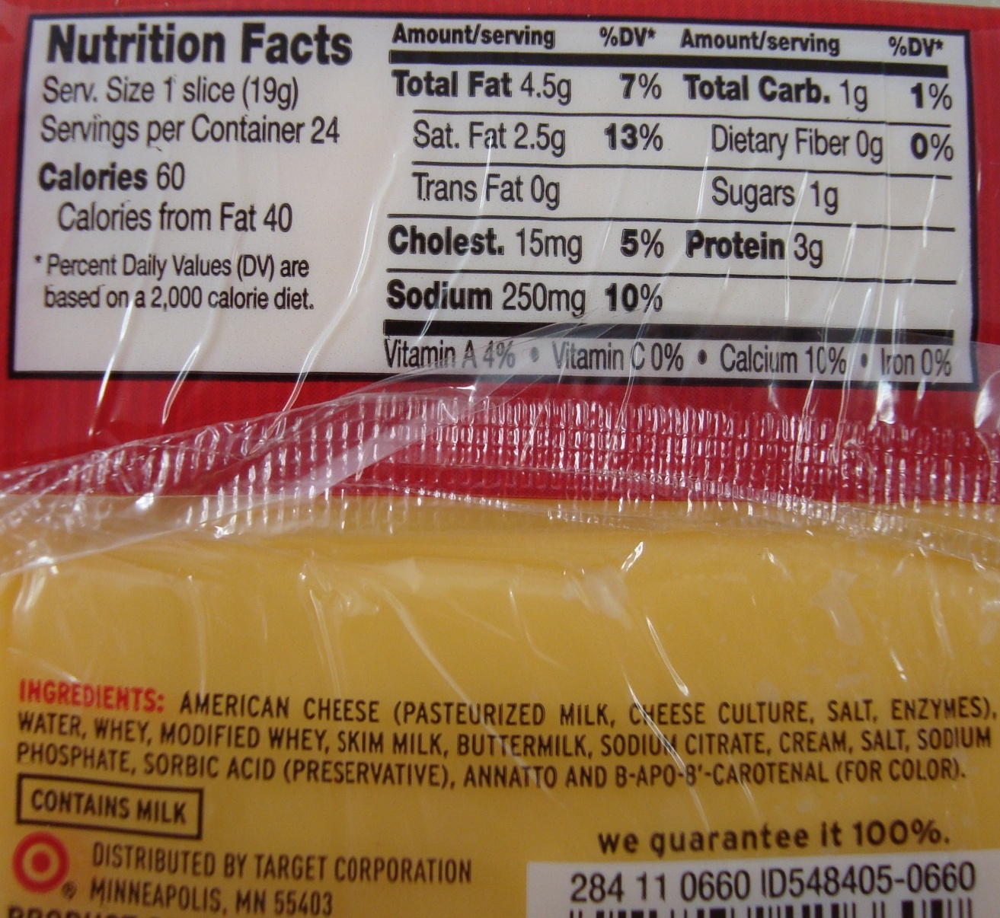 Nutrition Facts
Serv. Size 1 slice (19g)
Servings per Container 24
Calories 60
Calories from Fat 40
* Percent Daily Values (DV) are
based on a 2,000 calorie diet.
Amount/serving %DV* Amount/serving %DV*
Total Fat 4.5g 7% Total Carb. 1g 1%
Sat. Fat 2.5g 13% Dietary Fiber 0g 0%
Trans Fat 0g Sugars 1g
Cholest. 15mg 5% Protein 3g
Sodium 250mg 10%
Vitamin A 4% • Vitamin C 0% • Calcium 10% • Iron 0%
INGREDIENTS: AMERICAN CHEESE (PASTEURIZED MILK, CHEESE CULTURE, SALT, ENZYMES),
WATER, WHEY, MODIFIED WHEY, SKIM MILK, BUTTERMILK, SODIUM CITRATE, CREAM, SALT, SODIUM
PHOSPHATE, SORBIC ACID (PRESERVATIVE), ANNATTO AND B-APO-8'-CAROTENAL (FOR COLOR).
CONTAINS MILK
we guarantee it 100%.
® DISTRIBUTED BY TARGET CORPORATION
MINNEAPOLIS, MN 55403
284 11 0660 ID548405-0660